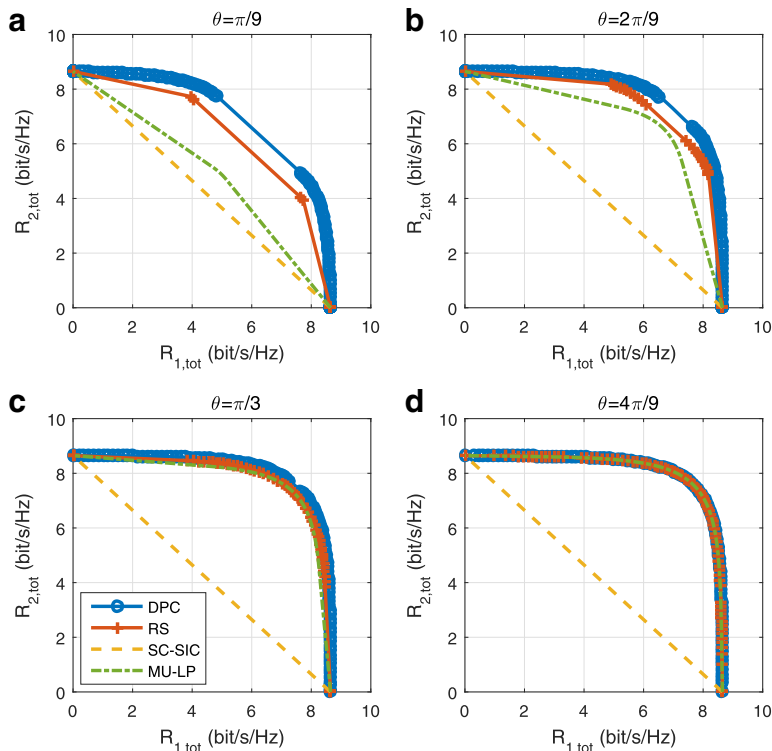 a
θ=π/9
10
8
6
4
2
0
R2,tot (bit/s/Hz)
0 2 4 6 8 10
R1,tot (bit/s/Hz)
b
θ=2π/9
10
8
6
4
2
0
R2,tot (bit/s/Hz)
0 2 4 6 8 10
R1,tot (bit/s/Hz)
c
θ=π/3
10
8
6
4
2
0
R2,tot (bit/s/Hz)
DPC
RS
SC-SIC
MU-LP
0 2 4 6 8 10
R1,tot (bit/s/Hz)
d
θ=4π/9
10
8
6
4
2
0
R2,tot (bit/s/Hz)
0 2 4 6 8 10
R1,tot (bit/s/Hz)